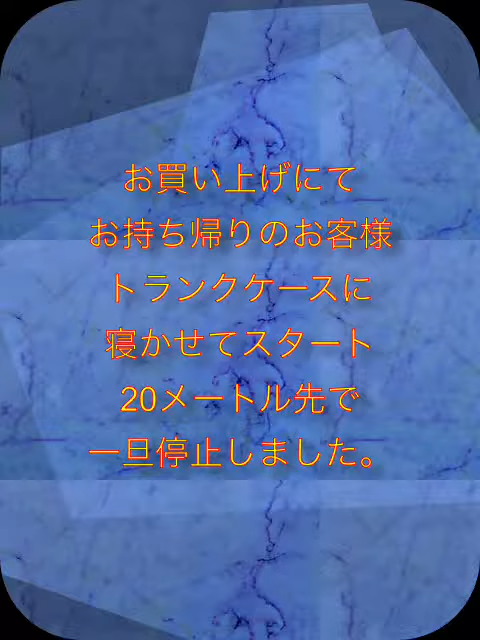 お買い上げにて
お持ち帰りのお客様
トランクケースに
寝かせてスタート
20メートル先で
一旦停止しました。